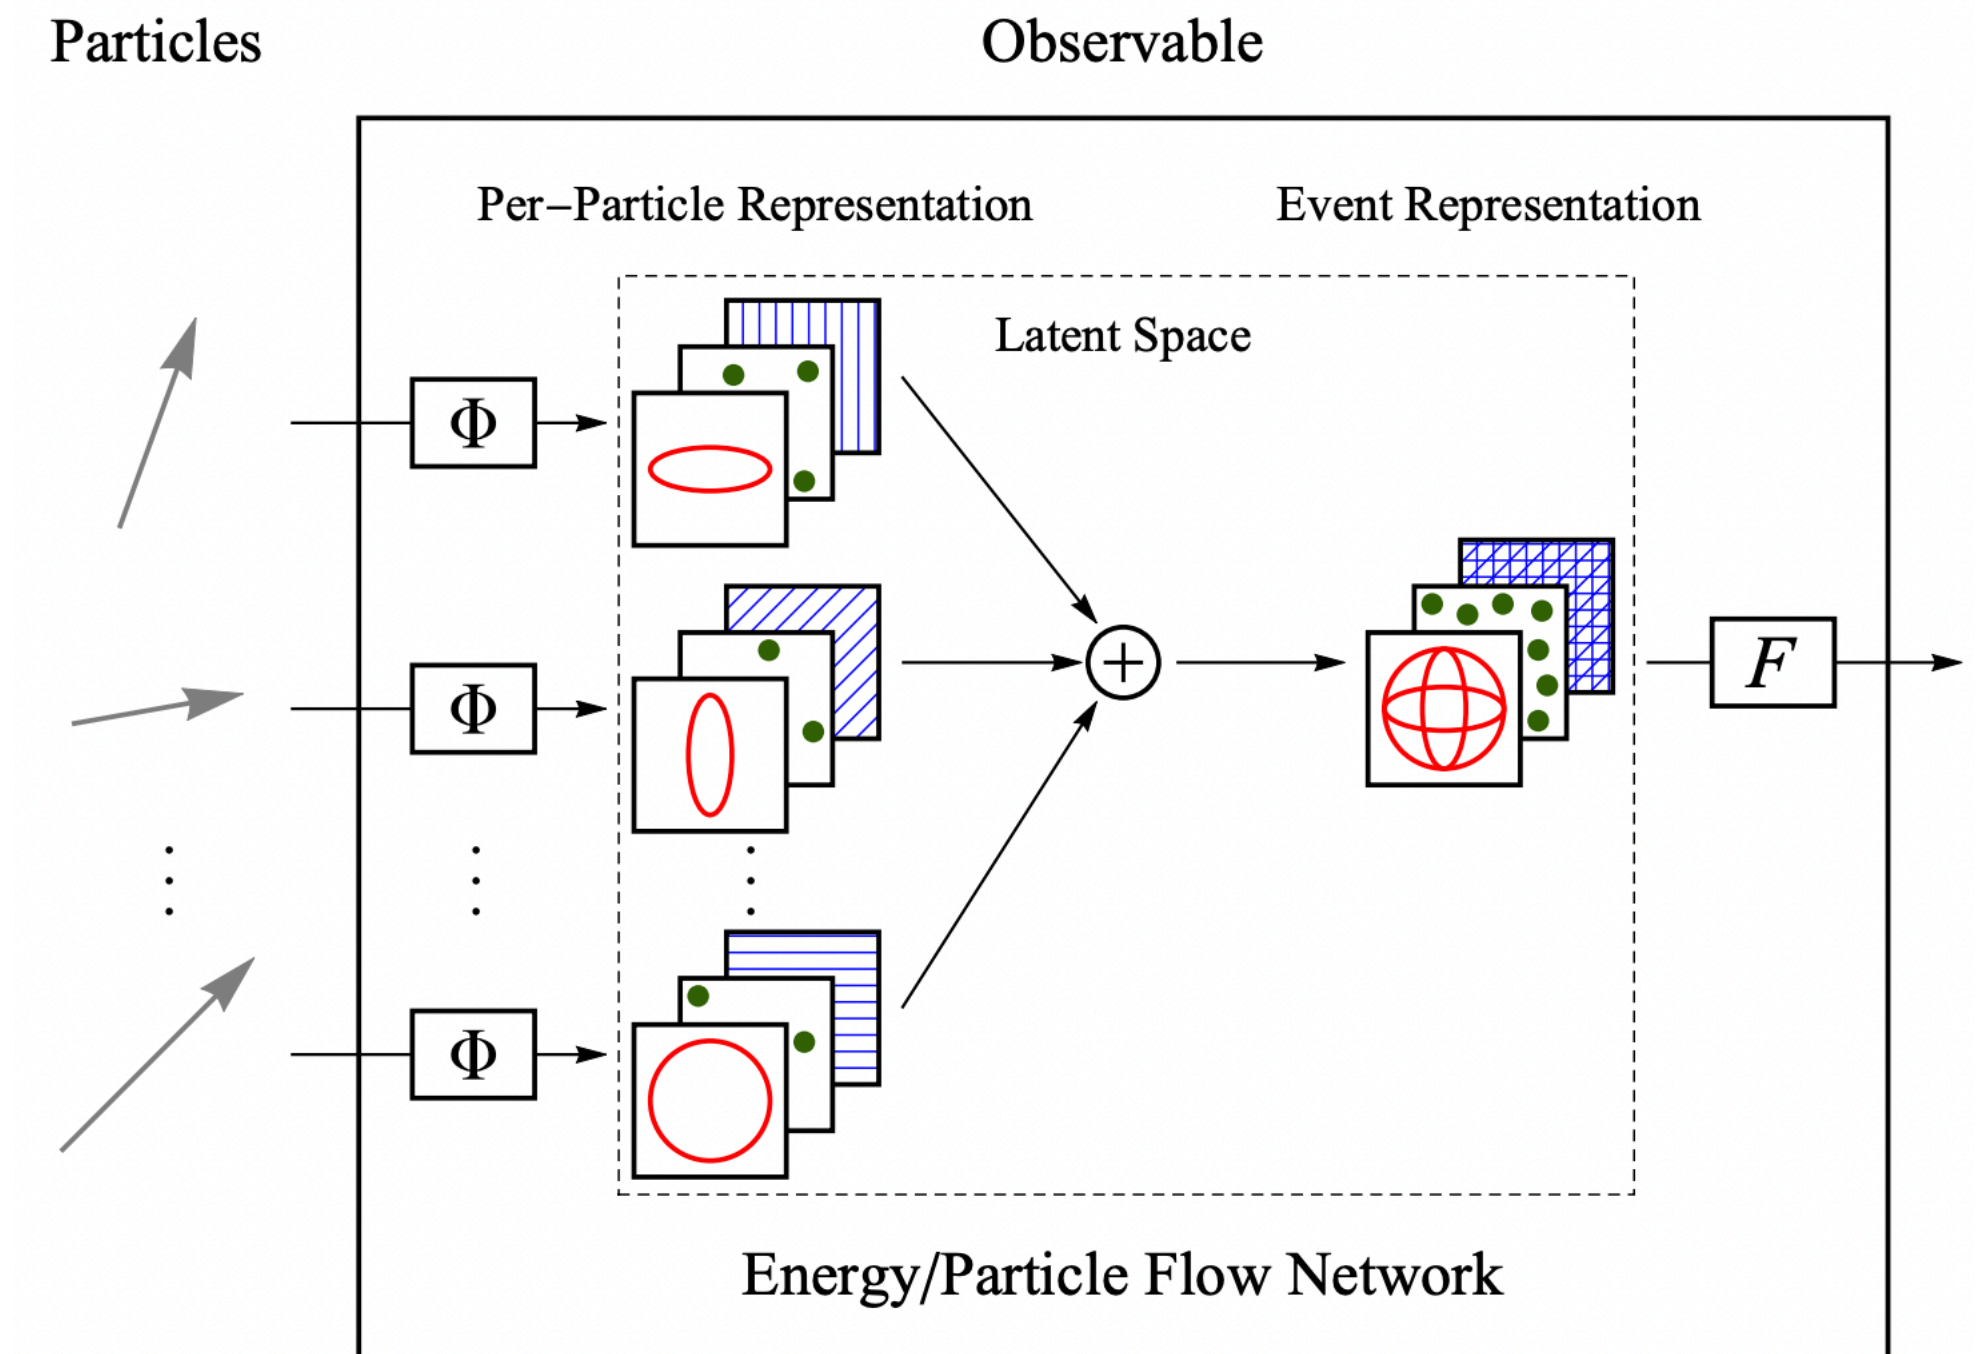 Particles
Observable
Per–Particle Representation
Event Representation
Latent Space
Φ
Φ
Φ
+
F
Energy/Particle Flow Network